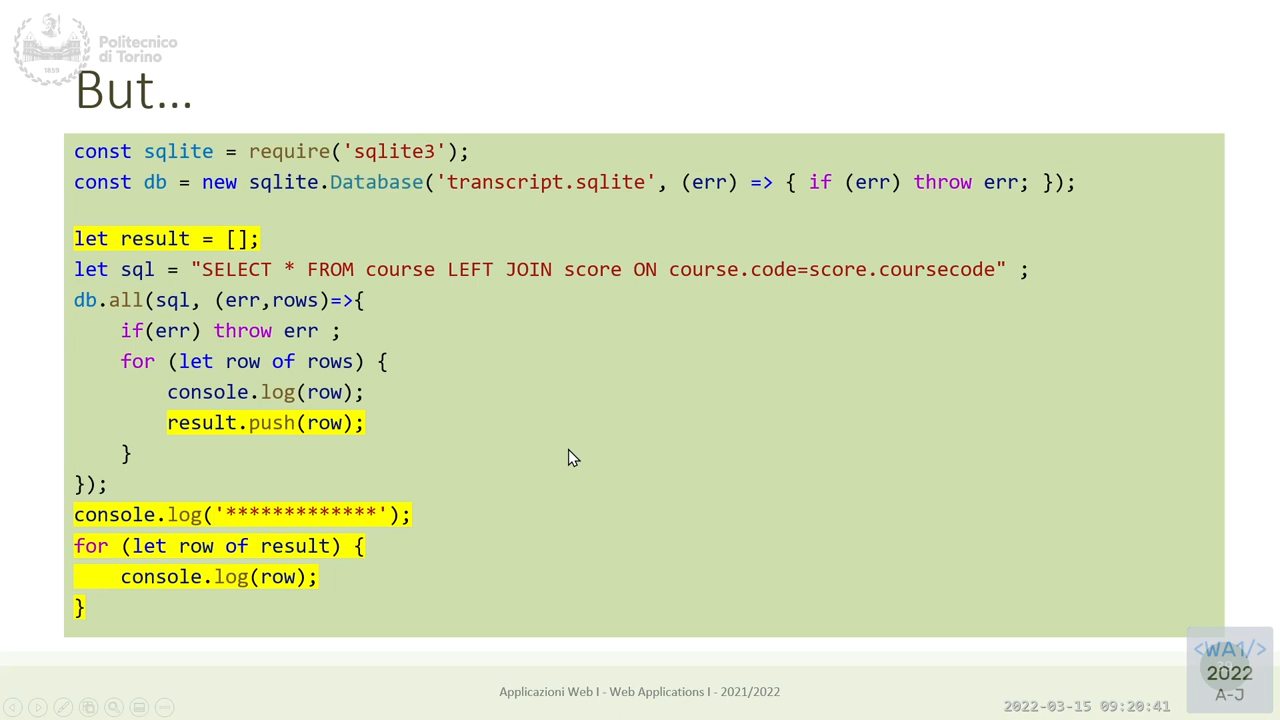 Politecnico
di Torino
1859
But...
const sqlite = require('sqlite3');
const db = new sqlite.Database('transcript.sqlite', (err) => { if (err) throw err; });
let result = [];
let sql = "SELECT * FROM course LEFT JOIN score ON course.code=score.coursecode" ;
db.all(sql, (err,rows)=>{
    if(err) throw err ;
    for (let row of rows) {
        console.log(row);
        result.push(row);
    }
});
console.log('*************');
for (let row of result) {
    console.log(row);
}
Applicazioni Web I - Web Applications I - 2021/2022
<WA1/>
2022
A-J
2022-03-15 09:20:41